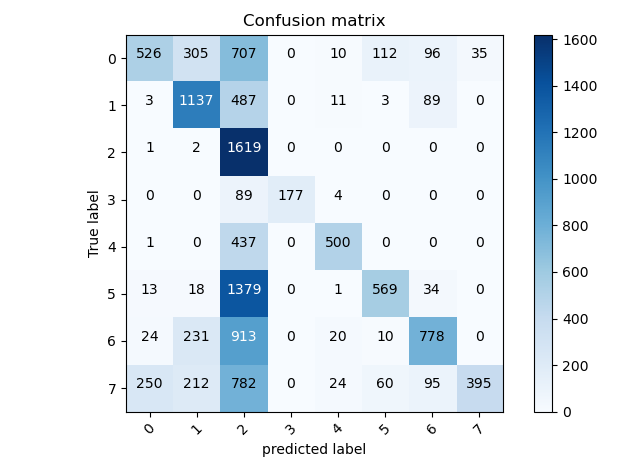 Confusion matrix
0 526 305 707 0 10 112 96 35
1 3 1137 487 0 11 3 89 0
2 1 2 1619 0 0 0 0 0
3 0 0 89 177 4 0 0 0
4 1 0 437 0 500 0 0 0
5 13 18 1379 0 1 569 34 0
6 24 231 913 0 20 10 778 0
7 250 212 782 0 24 60 95 395
0 1 2 3 4 5 6 7
True label
predicted label
1600
1400
1200
1000
800
600
400
200
0